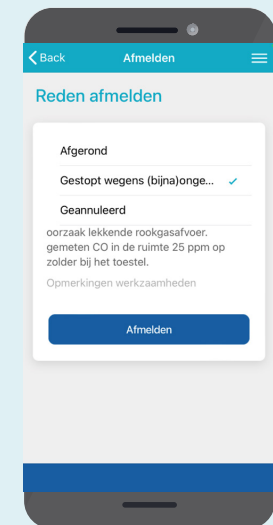 Back
Afmelden
Reden afmelden
Afgerond
Gestopt wegens (bijna)onge...
Geannuleerd
oorzaak lekkende rookgasafvoer.
gemeten CO in de ruimte 25 ppm op
zolder bij het toestel.
Opmerkingen werkzaamheden
Afmelden